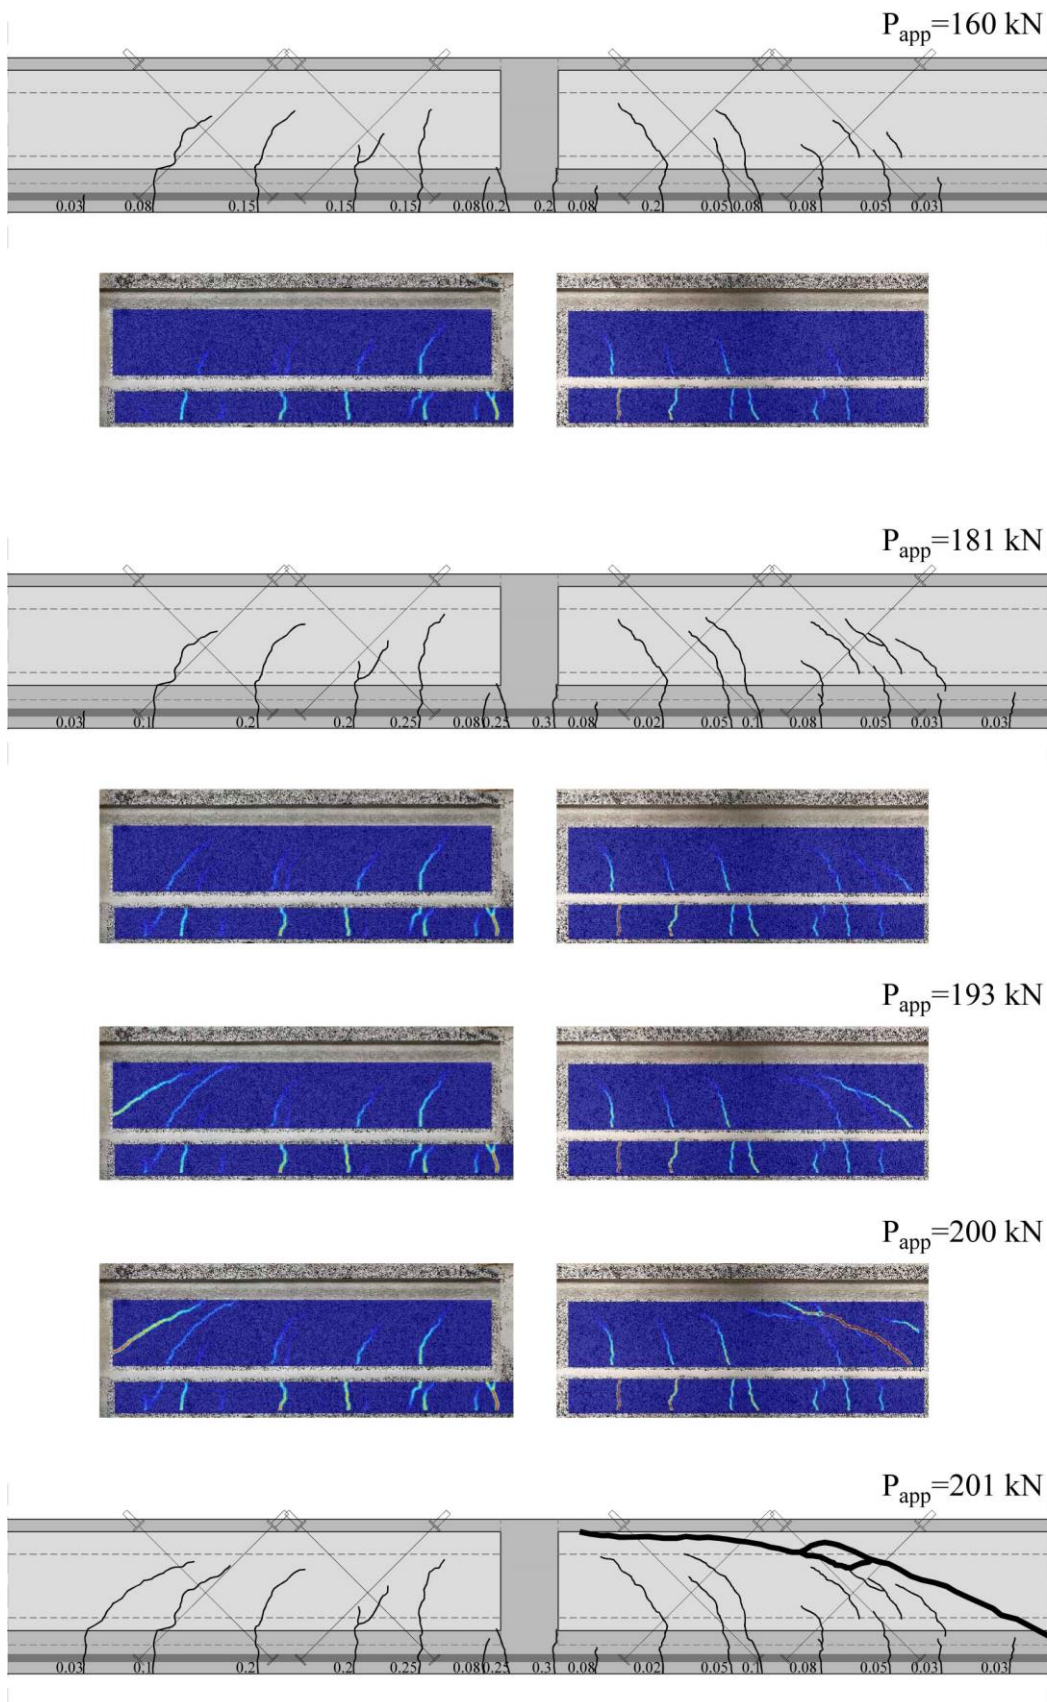 P_app=160 kN
0.03 0.08 0.15 0.15 0.15 0.08 0.2 0.2 0.08 0.2 0.05 0.08 0.08 0.05 0.03
P_app=181 kN
0.03 0.1 0.2 0.2 0.25 0.08 0.25 0.3 0.08 0.02 0.05 0.1 0.08 0.05 0.03 0.03
P_app=193 kN
P_app=200 kN
P_app=201 kN
0.03 0.1 0.2 0.2 0.25 0.08 0.25 0.3 0.08 0.02 0.05 0.1 0.08 0.05 0.03 0.03